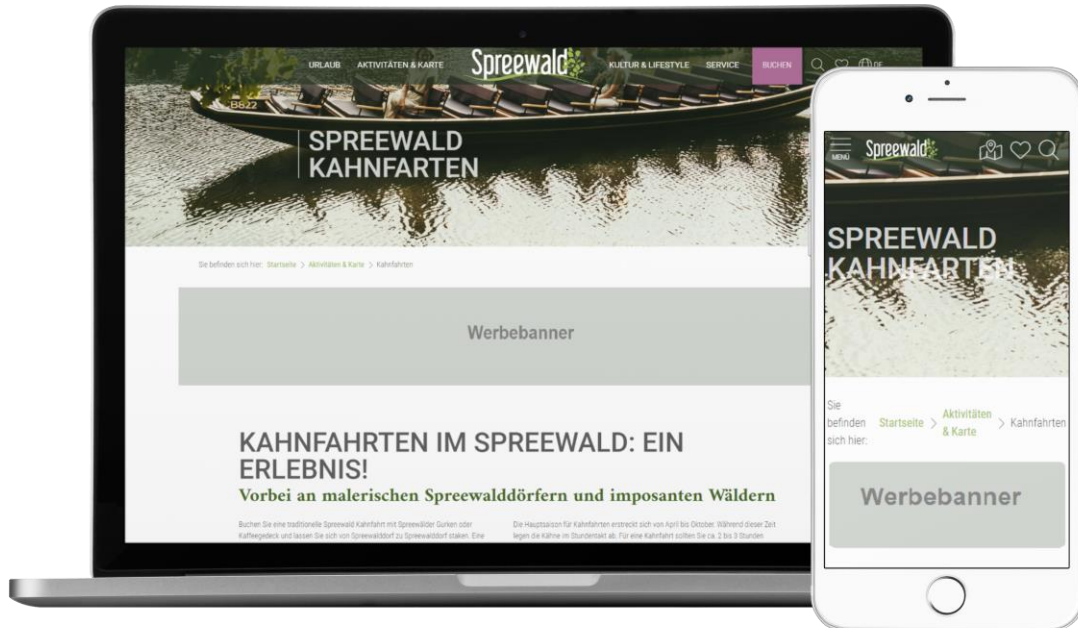 URLAUB AKTIVITÄTEN & KARTE Spreewald KULTUR & LIFESTYLE SERVICE BUCHEN DE
B822
SPREEWALD
KAHNFARTEN
Sie befinden sich hier: Startseite > Aktivitäten & Karte > Kahnfahrten
Werbebanner
KAHNFAHRTEN IM SPREEWALD: EIN
ERLEBNIS!
Vorbei an malerischen Spreewalddörfern und imposanten Wäldern
Buchen Sie eine traditionelle Spreewald Kahnfahrt mit Spreewälder Gurken oder
Kaffeegedeck und lassen Sie sich von Spreewalddorf zu Spreewalddorf staken. Eine
Die Hauptsaison für Kahnfahrten erstreckt sich von April bis Oktober. Während dieser Zeit
legen die Kähne im Stundentakt ab. Für eine Kahnfahrt sollten Sie ca. 2 bis 3 Stunden
MENÜ Spreewald
SPREEWALD
KAHNFARTEN
Sie
befinden
sich hier:
Startseite >
Aktivitäten
& Karte
> Kahnfahrten
Werbebanner